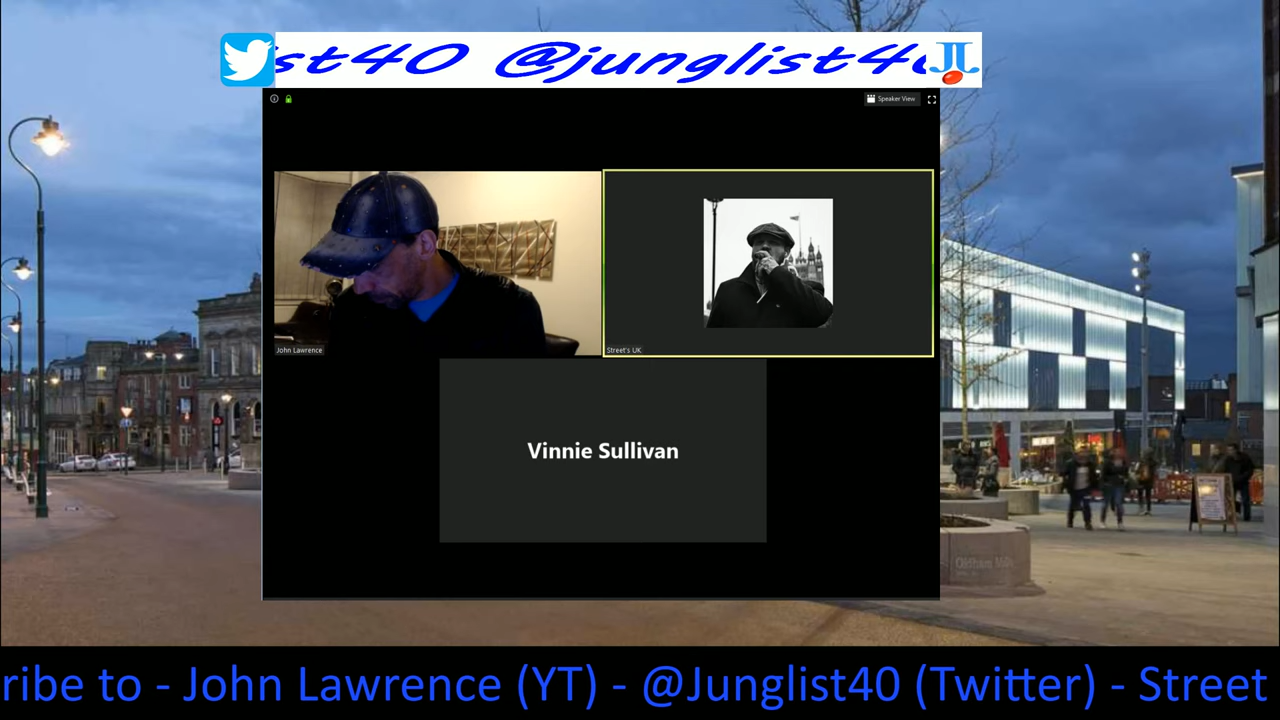 st40 @junglist4
Speaker View
John Lawrence
Street's UK
Vinnie Sullivan
ribe to - John Lawrence (YT) - @Junglist40 (Twitter) - Street